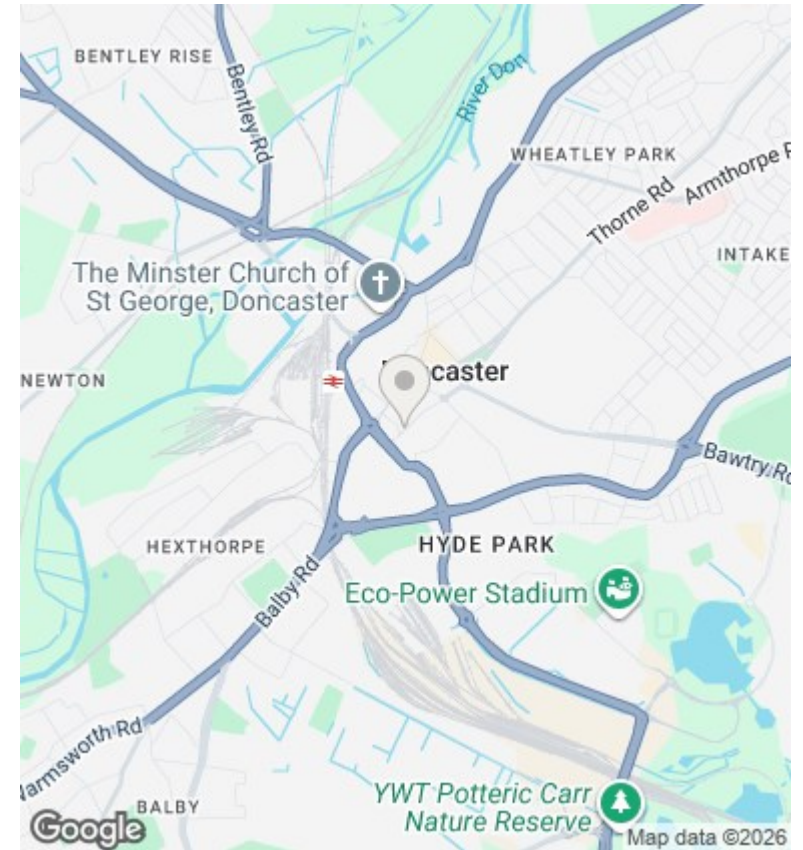 BENTLEY RISE
Bentley Rd
River Don
WHEATLEY PARK
Armthorpe R
Thorne Rd
INTAKE
The Minster Church of
St George, Doncaster
NEWTON
caster
Bawtry Rd
HEXTHORPE
HYDE PARK
Balby Rd
Eco-Power Stadium
Warmsworth Rd
BALBY
YWT Potteric Carr
Nature Reserve
Google
Map data ©2026